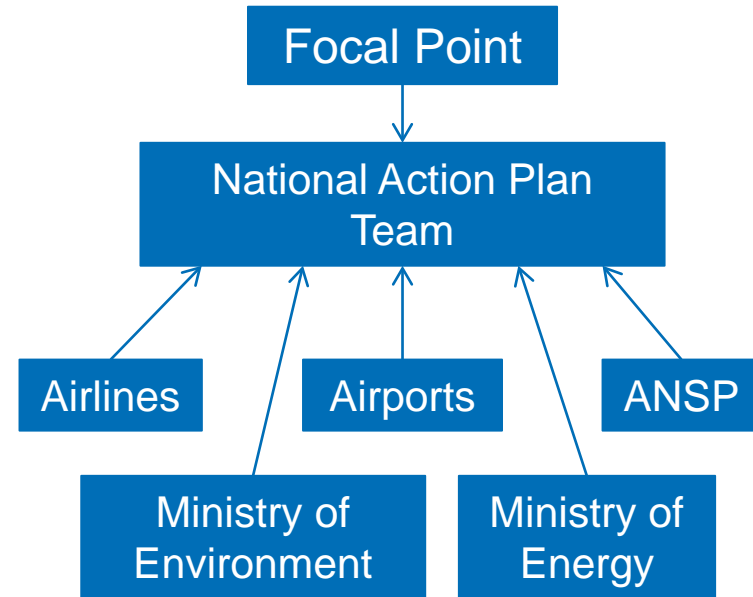 Focal Point
National Action Plan
Team
Airlines
Airports
ANSP
Ministry of
Environment
Ministry of
Energy